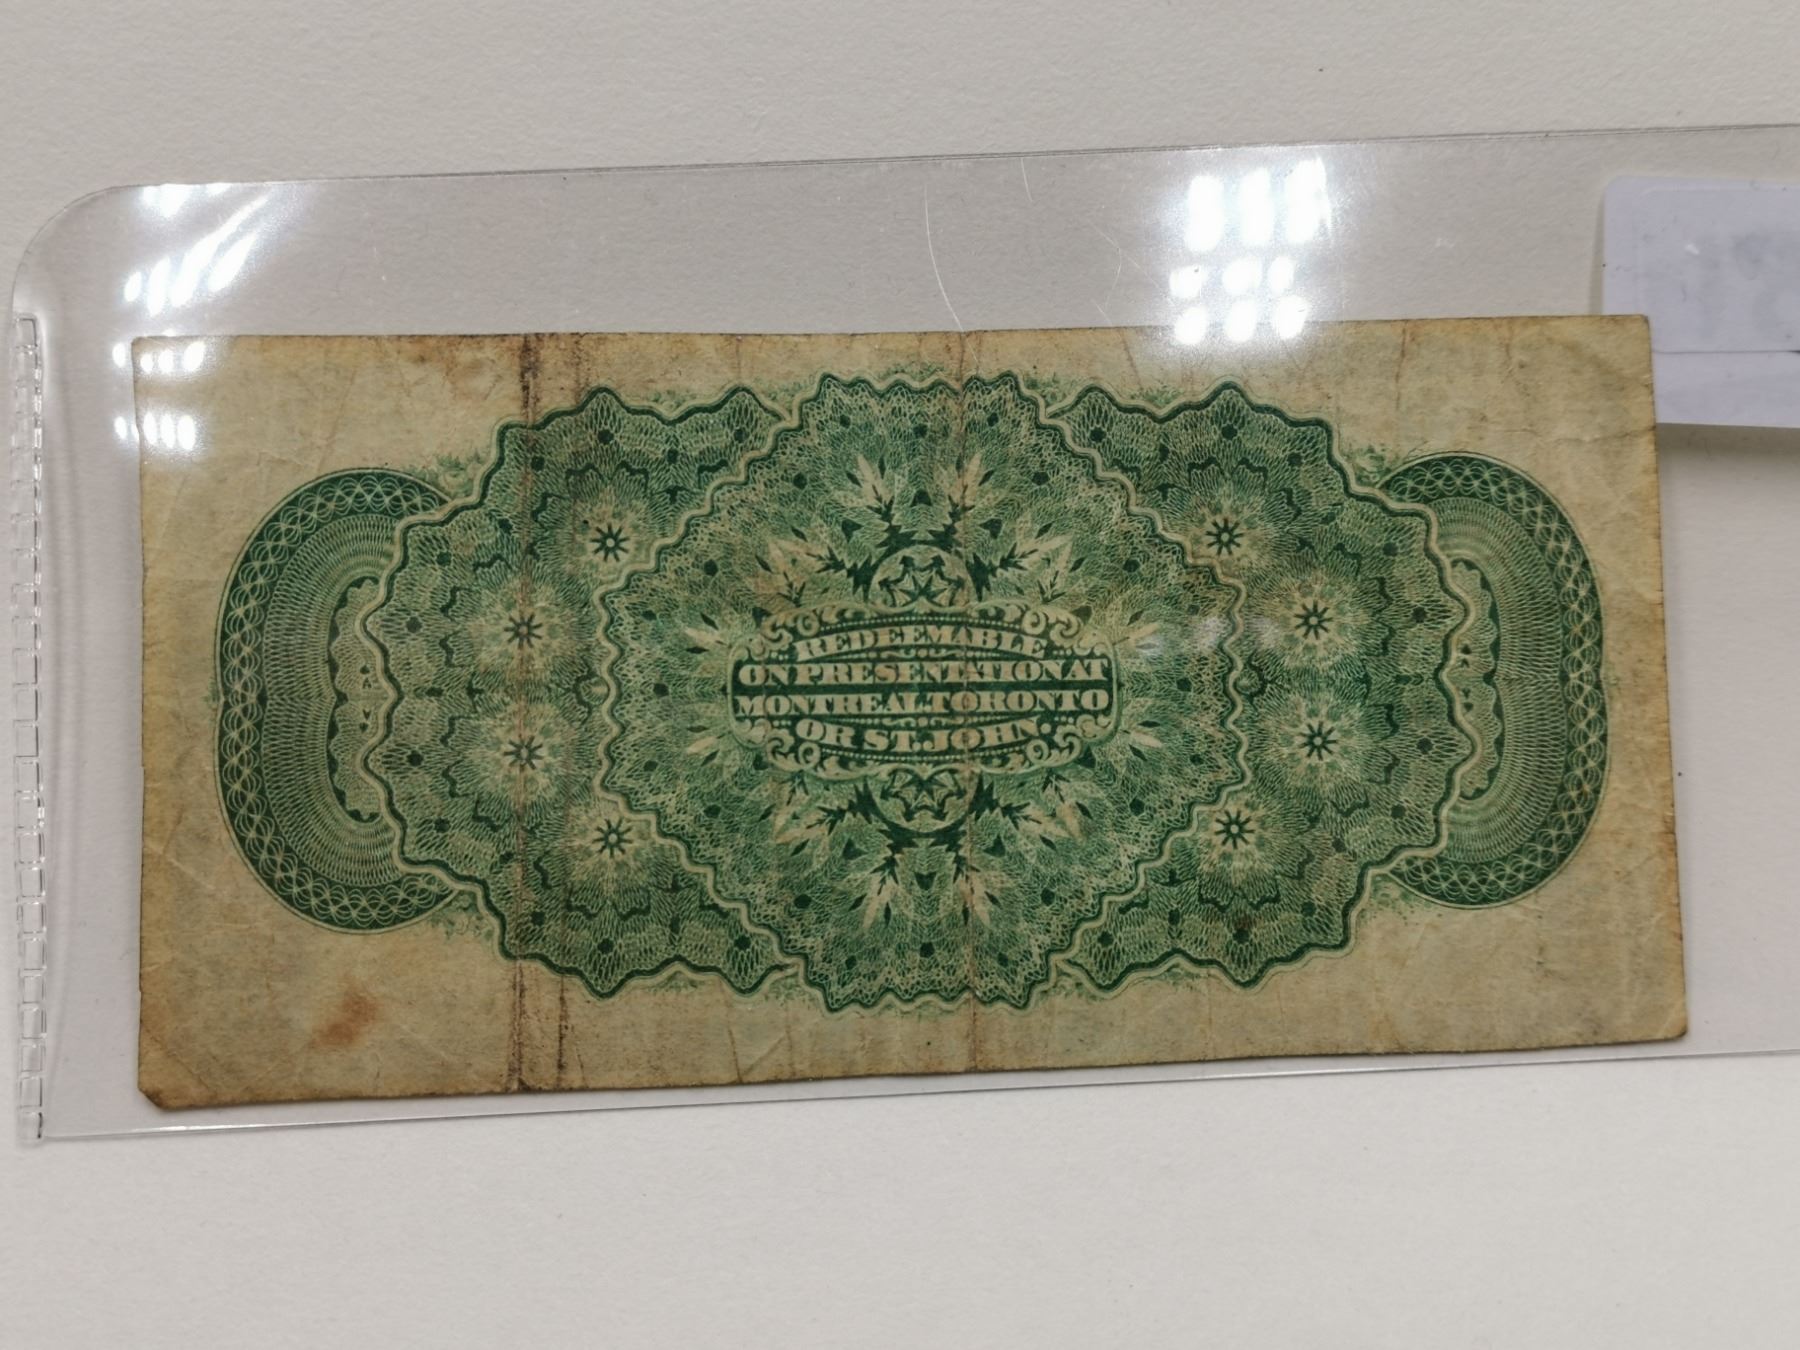 REDEEMABLE
ON PRESENTATION AT
MONTREAL TORONTO
OR ST. JOHN.